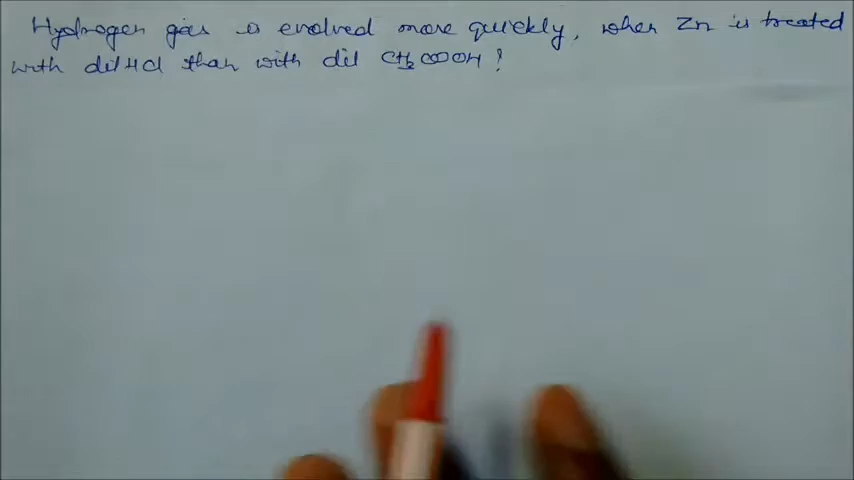 Hydrogen gas is evolved more quickly, when Zn is treated
with dil HCl than with dil CH₃COOH ?